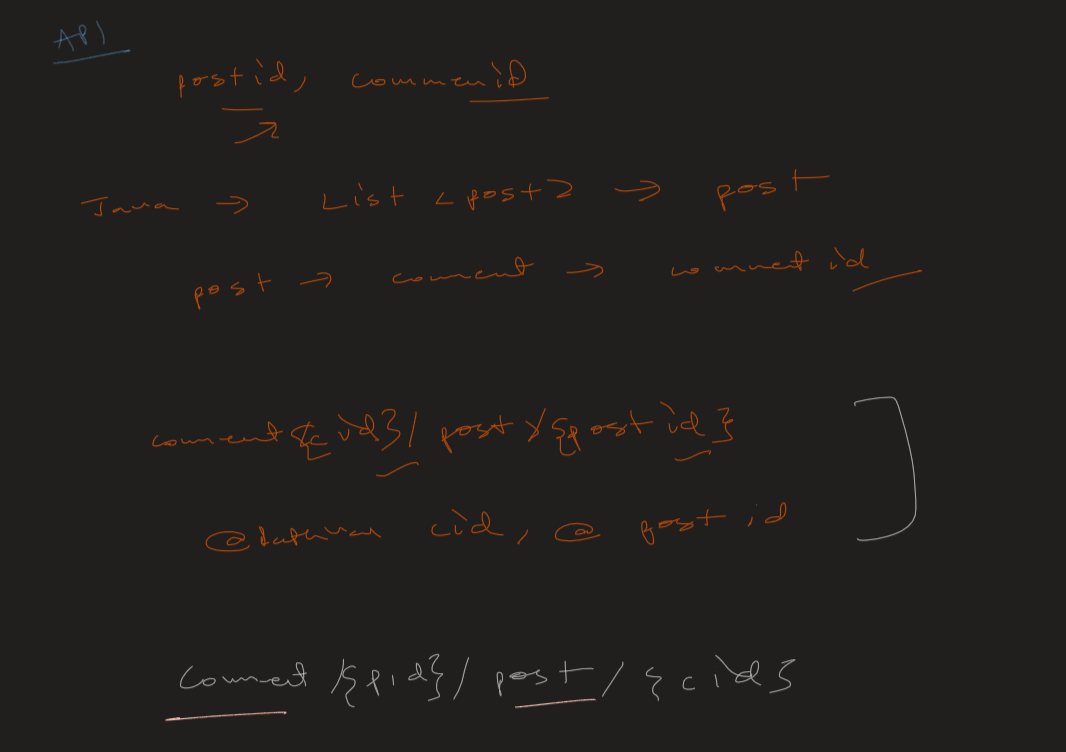 API
postid, commeniD
Java → List <post> → post
post → comment → comment id
comment/{cid}/ post/{postid}
@Pathvar cid, @ post id
Comment /{pid}/ post/{cid}